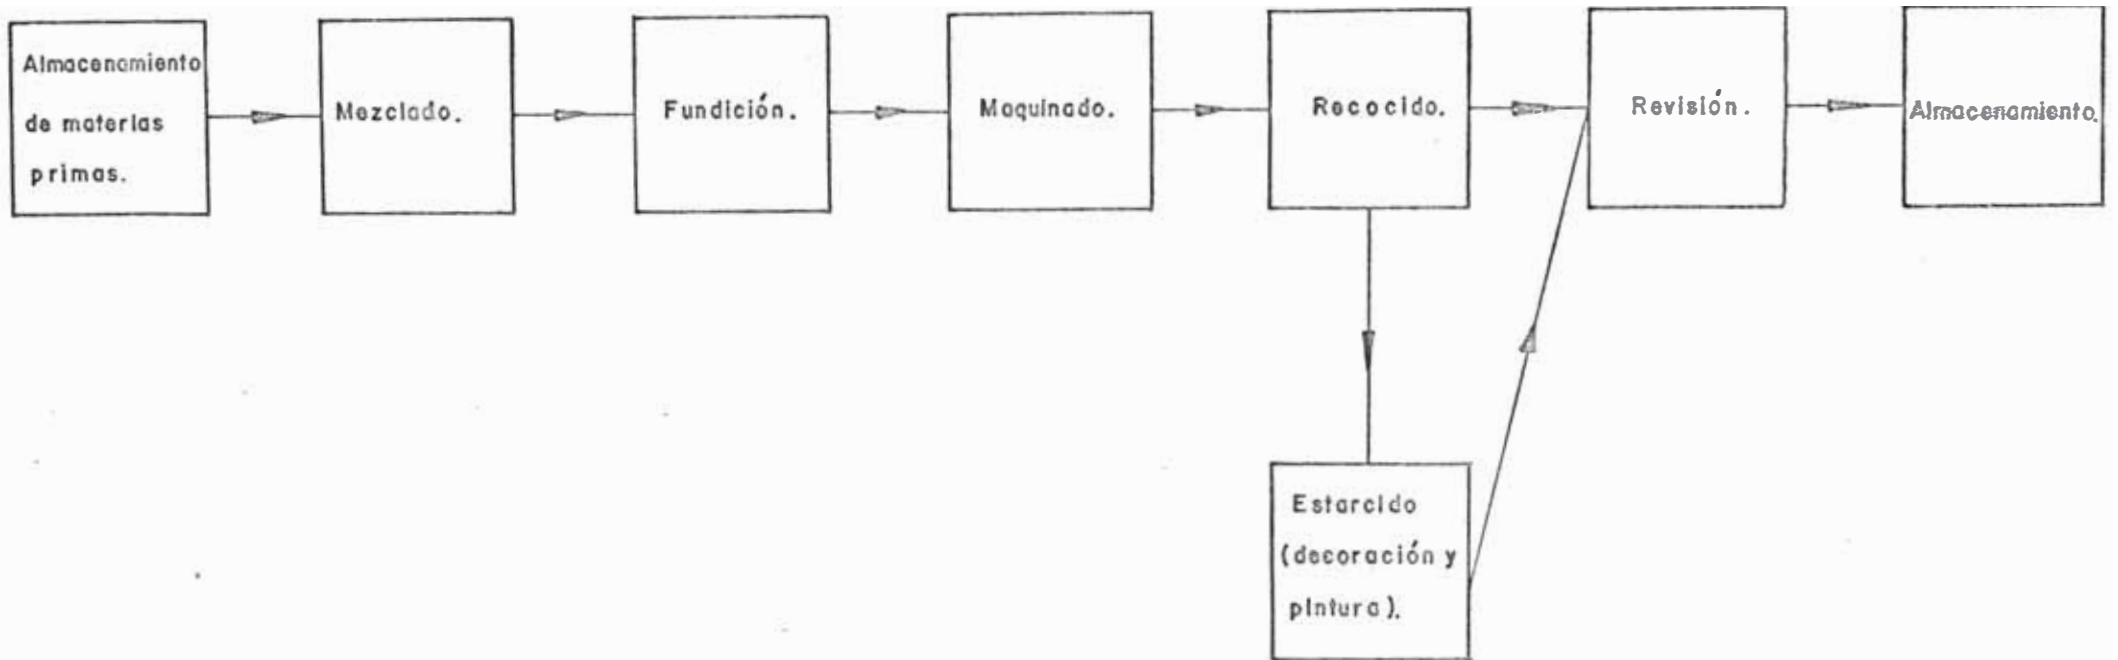 Almacenamiento
de materias
primas.
Mezclado.
Fundición.
Maquinado.
Recocido.
Revisión.
Almacenamiento.
Estarcido
(decoración y
pintura).